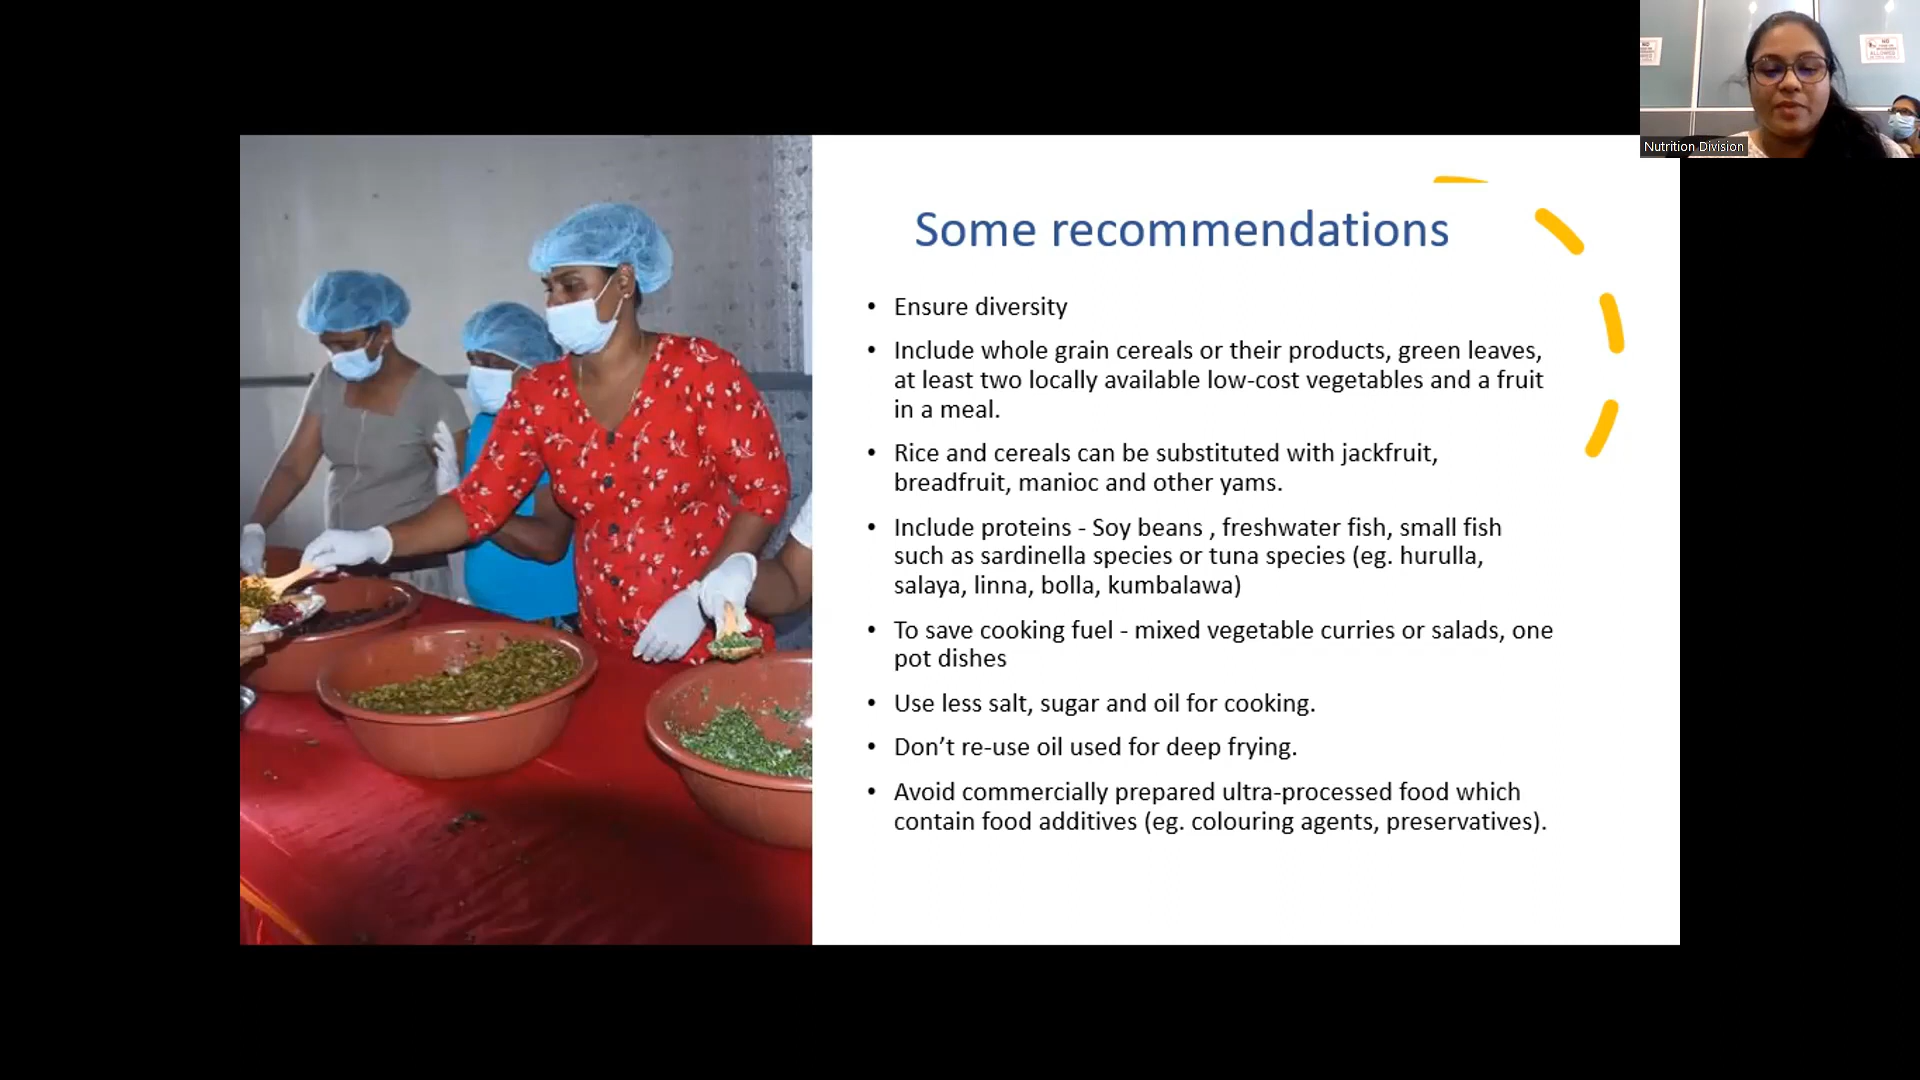 Some recommendations
• Ensure diversity
• Include whole grain cereals or their products, green leaves,
at least two locally available low-cost vegetables and a fruit
in a meal.
• Rice and cereals can be substituted with jackfruit,
breadfruit, manioc and other yams.
• Include proteins - Soy beans , freshwater fish, small fish
such as sardinella species or tuna species (eg. hurulla,
salaya, linna, bolla, kumbalawa)
• To save cooking fuel - mixed vegetable curries or salads, one
pot dishes
• Use less salt, sugar and oil for cooking.
• Don’t re-use oil used for deep frying.
• Avoid commercially prepared ultra-processed food which
contain food additives (eg. colouring agents, preservatives).
NO
NO
ALLOWED
Nutrition Division